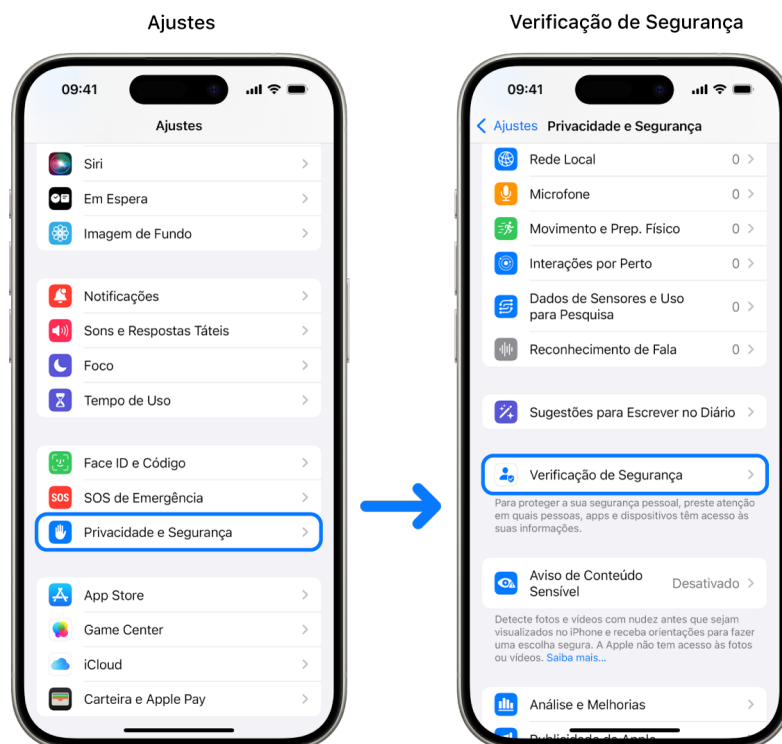 Ajustes
09:41
Ajustes
Siri
Em Espera
Imagem de Fundo
Notificações
Sons e Respostas Táteis
Foco
Tempo de Uso
Face ID e Código
SOS
SOS de Emergência
Privacidade e Segurança
App Store
Game Center
iCloud
Carteira e Apple Pay
Verificação de Segurança
09:41
Ajustes Privacidade e Segurança
Rede Local 0
Microfone 0
Movimento e Prep. Físico 0
Interações por Perto 0
Dados de Sensores e Uso
para Pesquisa 0
Reconhecimento de Fala 0
Sugestões para Escrever no Diário
Verificação de Segurança
Para proteger a sua segurança pessoal, preste atenção
em quais pessoas, apps e dispositivos têm acesso às
suas informações.
Aviso de Conteúdo
Sensível Desativado
Detecte fotos e vídeos com nudez antes que sejam
visualizados no iPhone e receba orientações para fazer
uma escolha segura. A Apple não tem acesso às fotos
ou vídeos. Saiba mais...
Análise e Melhorias
Publicidade da Apple